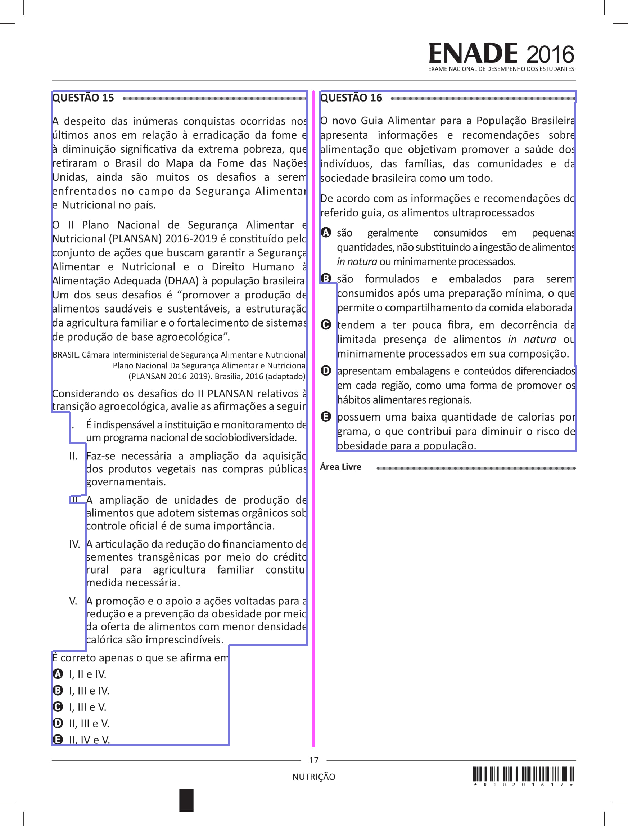 ENADE 2016
EXAME NACIONAL DE DESEMPENHO DOS ESTUDANTES
QUESTÃO 15
A despeito das inúmeras conquistas ocorridas nos
últimos anos em relação à erradicação da fome e
à diminuição significativa da extrema pobreza, que
retiraram o Brasil do Mapa da Fome das Nações
Unidas, ainda são muitos os desafios a serem
enfrentados no campo da Segurança Alimentar
e Nutricional no país.
O II Plano Nacional de Segurança Alimentar e
Nutricional (PLANSAN) 2016-2019 é constituído pelo
conjunto de ações que buscam garantir a Segurança
Alimentar e Nutricional e o Direito Humano à
Alimentação Adequada (DHAA) à população brasileira
Um dos seus desafios é “promover a produção de
alimentos saudáveis e sustentáveis, a estruturação
da agricultura familiar e o fortalecimento de sistemas
de produção de base agroecológica”.
BRASIL. Câmara Interministerial de Segurança Alimentar e Nutricional
Plano Nacional Da Segurança Alimentar e Nutriciona
(PLANSAN 2016-2019). Brasília, 2016 (adaptado)
Considerando os desafios do II PLANSAN relativos à
transição agroecológica, avalie as afirmações a seguir
I. É indispensável a instituição e monitoramento de
um programa nacional de sociobiodiversidade.
II. Faz-se necessária a ampliação da aquisição
dos produtos vegetais nas compras públicas
governamentais.
III. A ampliação de unidades de produção de
alimentos que adotem sistemas orgânicos sob
controle oficial é de suma importância.
IV. A articulação da redução do financiamento de
sementes transgênicas por meio do crédito
rural para agricultura familiar constitui
medida necessária.
V. A promoção e o apoio a ações voltadas para a
redução e a prevenção da obesidade por meio
da oferta de alimentos com menor densidade
calórica são imprescindíveis.
É correto apenas o que se afirma em
A I, II e IV.
B I, III e IV.
C I, III e V.
D II, III e V.
E II, IV e V.
QUESTÃO 16
O novo Guia Alimentar para a População Brasileira
apresenta informações e recomendações sobre
alimentação que objetivam promover a saúde dos
indivíduos, das famílias, das comunidades e da
sociedade brasileira como um todo.
De acordo com as informações e recomendações do
referido guia, os alimentos ultraprocessados
A são geralmente consumidos em pequenas
quantidades, não substituindo a ingestão de alimentos
in natura ou minimamente processados.
B são formulados e embalados para serem
consumidos após uma preparação mínima, o que
permite o compartilhamento da comida elaborada
C tendem a ter pouca fibra, em decorrência da
limitada presença de alimentos in natura ou
minimamente processados em sua composição.
D apresentam embalagens e conteúdos diferenciados
em cada região, como uma forma de promover os
hábitos alimentares regionais.
E possuem uma baixa quantidade de calorias por
grama, o que contribui para diminuir o risco de
obesidade para a população.
Área Livre
17
NUTRIÇÃO